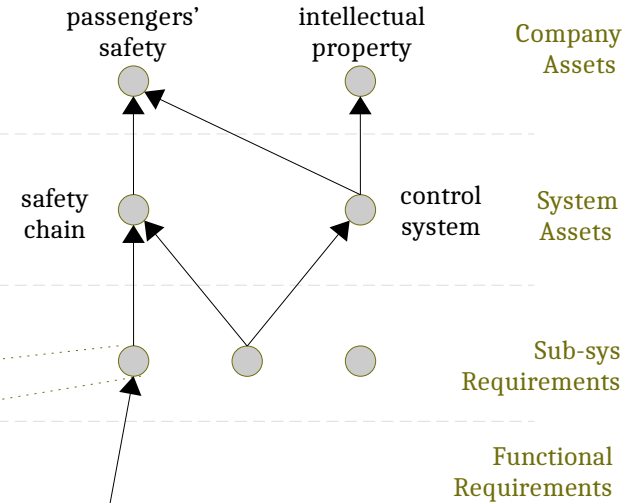 passengers’
safety
intellectual
property
Company
Assets
safety
chain
control
system
System
Assets
Sub-sys
Requirements
Functional
Requirements